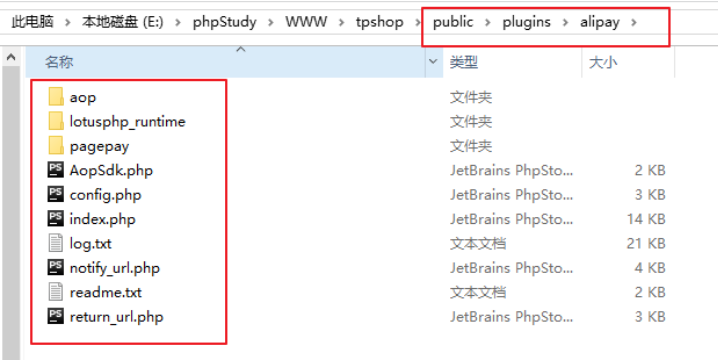 此电脑 > 本地磁盘 (E:) > phpStudy > WWW > tpshop > public > plugins > alipay >
名称 类型 大小
aop 文件夹
lotusphp_runtime 文件夹
pagepay 文件夹
AopSdk.php JetBrains PhpSto... 2 KB
config.php JetBrains PhpSto... 3 KB
index.php JetBrains PhpSto... 14 KB
log.txt 文本文档 21 KB
notify_url.php JetBrains PhpSto... 4 KB
readme.txt 文本文档 2 KB
return_url.php JetBrains PhpSto... 3 KB